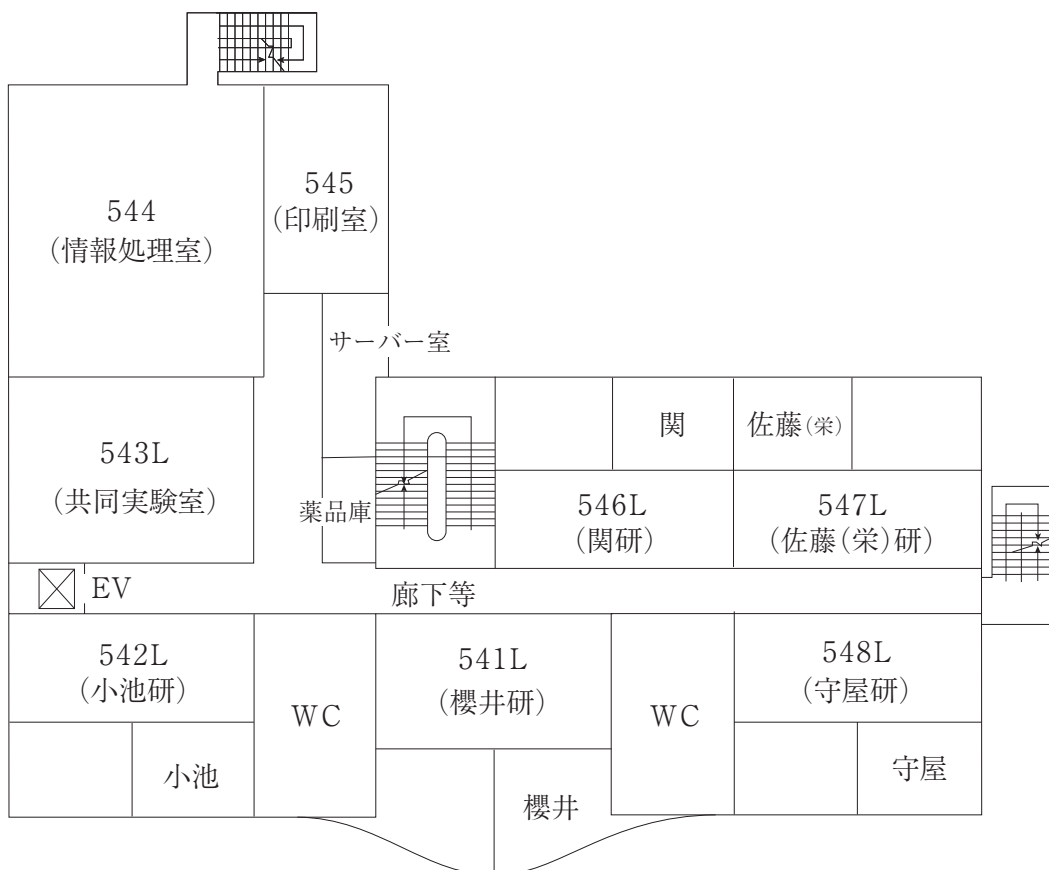 545
(印刷室)
544
(情報処理室)
サーバー室
関
佐藤(栄)
543L
(共同実験室)
薬品庫
546L
(関研)
547L
(佐藤(栄)研)
EV
廊下等
542L
(小池研)
541L
(櫻井研)
548L
(守屋研)
WC
WC
小池
櫻井
守屋